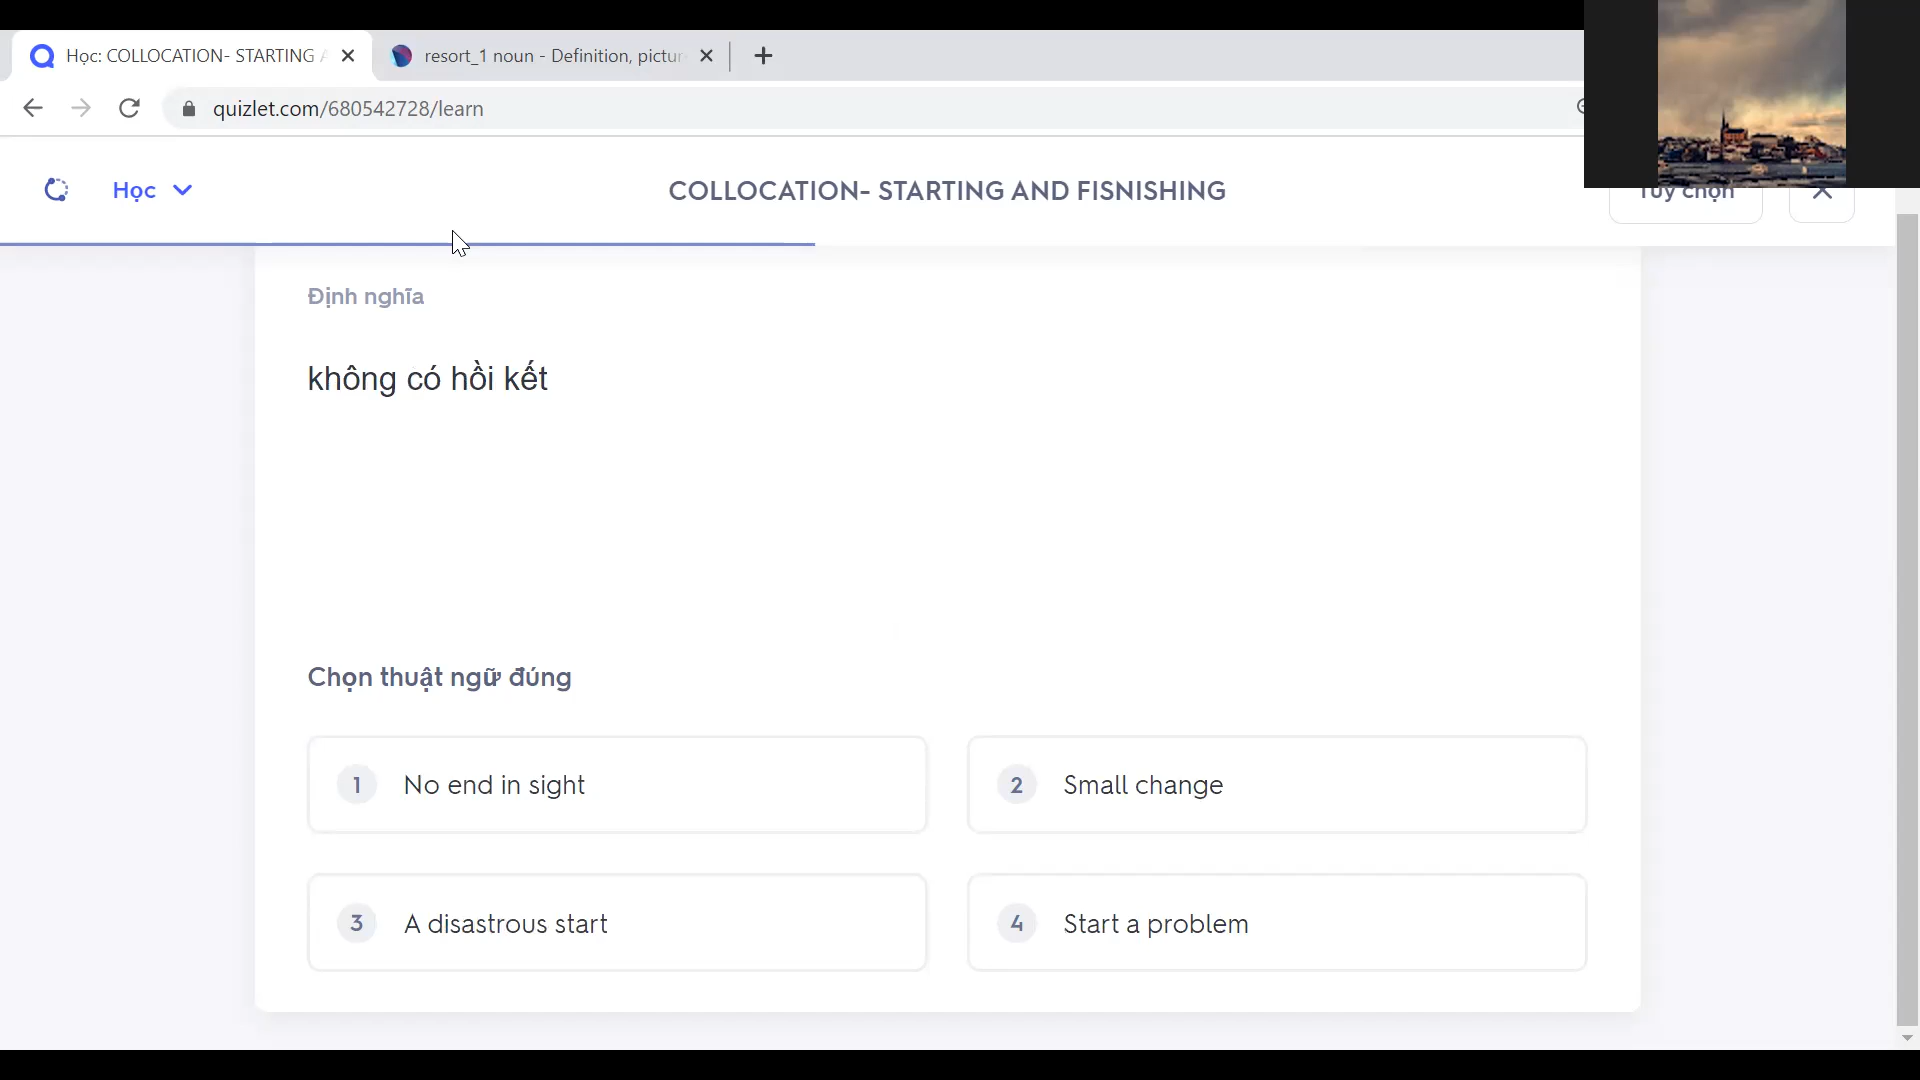 Học: COLLOCATION- STARTING A
resort_1 noun - Definition, pictur
quizlet.com/680542728/learn
Học
COLLOCATION- STARTING AND FISNISHING
Tùy chọn
Định nghĩa
không có hồi kết
Chọn thuật ngữ đúng
1 No end in sight
2 Small change
3 A disastrous start
4 Start a problem